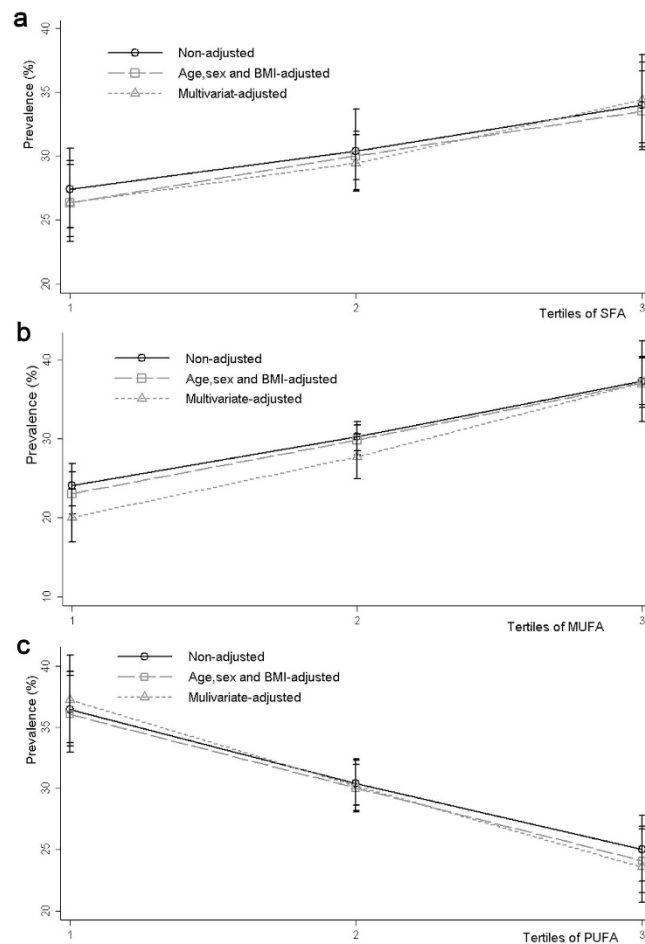 a
Prevalence (%)
40
35
30
25
20
Non-adjusted
Age,sex and BMI-adjusted
Multivariat-adjusted
1
2
3
Tertiles of SFA
b
Prevalence (%)
40
30
20
10
Non-adjusted
Age,sex and BMI-adjusted
Multivariate-adjusted
1
2
3
Tertiles of MUFA
c
Prevalence (%)
40
35
30
25
20
Non-adjusted
Age,sex and BMI-adjusted
Mulivariate-adjusted
1
2
3
Tertiles of PUFA